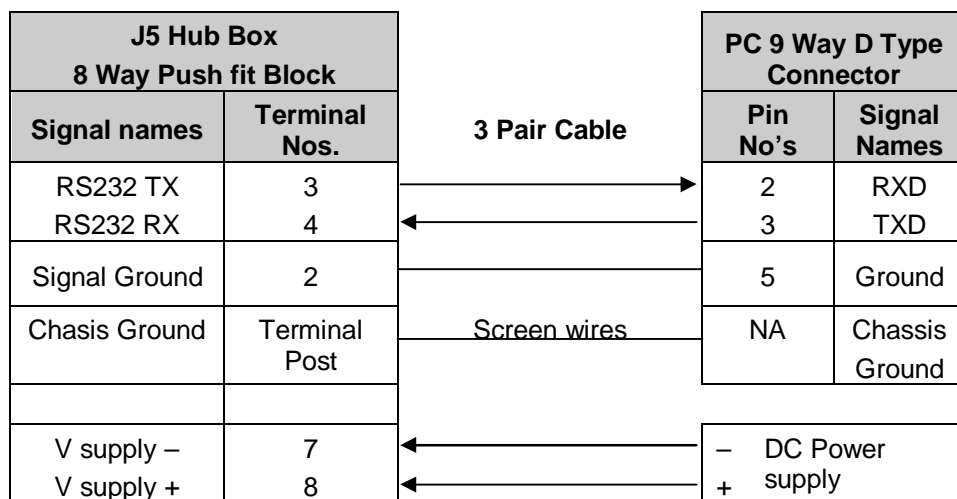 J5 Hub Box
8 Way Push fit Block
Signal names
Terminal
Nos.
3 Pair Cable
PC 9 Way D Type
Connector
Pin
No’s
Signal
Names
RS232 TX 3 2 RXD
RS232 RX 4 3 TXD
Signal Ground 2 5 Ground
Chasis Ground Terminal
Post
Screen wires
NA Chassis
Ground
V supply – 7 – DC Power
V supply + 8 + supply